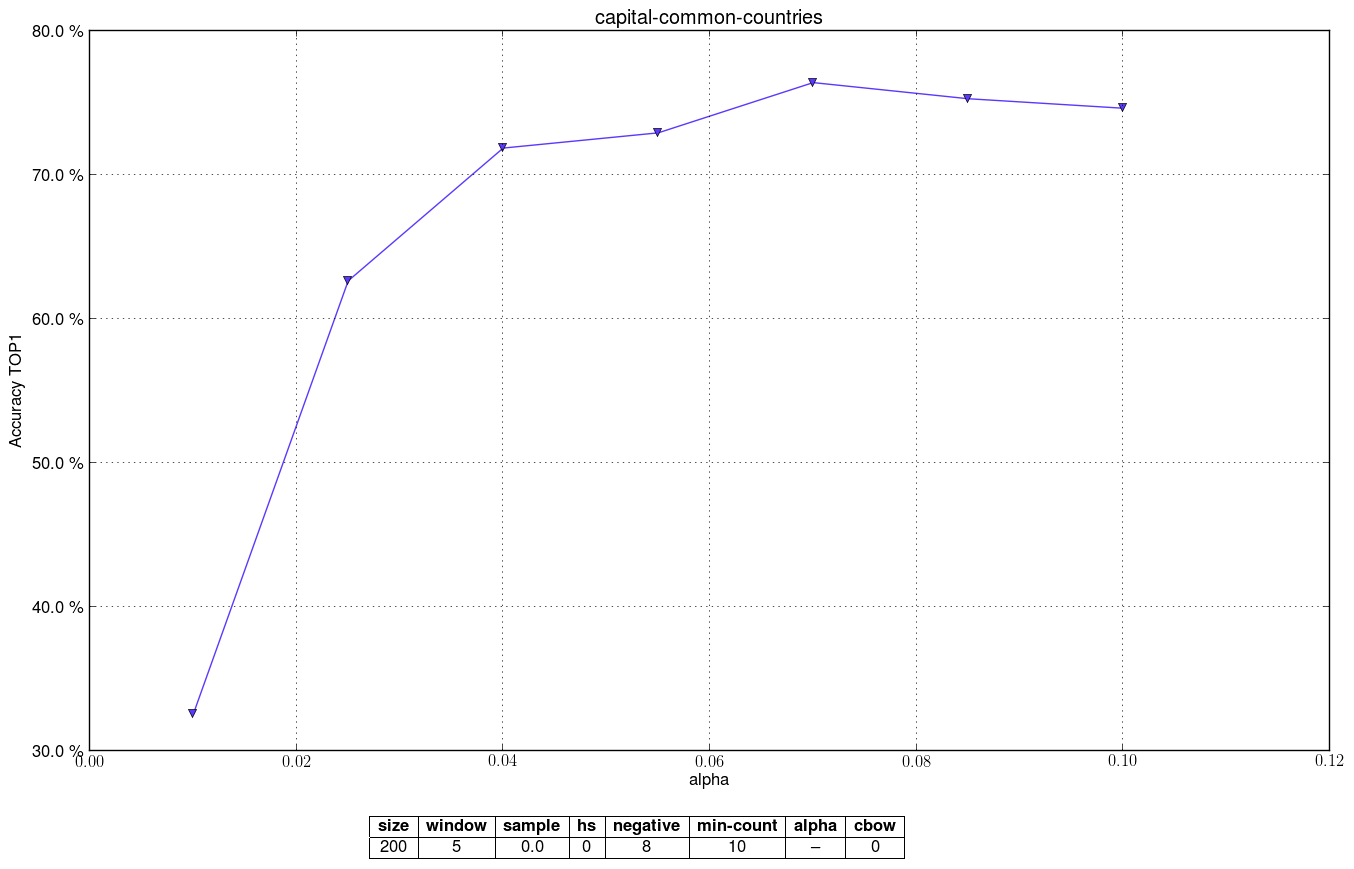 capital-common-countries
80.0 %
70.0 %
60.0 %
50.0 %
40.0 %
30.0 %
Accuracy TOP1
0.00 0.02 0.04 0.06 0.08 0.10 0.12
alpha
size window sample hs negative min-count alpha cbow
200 5 0.0 0 8 10 – 0